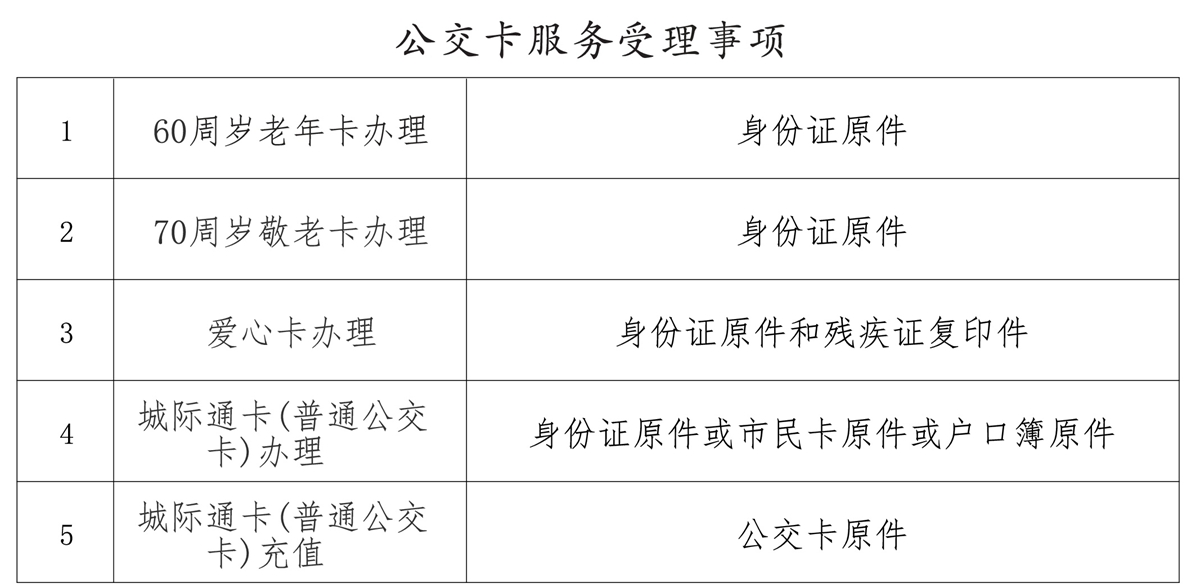 公交卡服务受理事项
1
60周岁老年卡办理
身份证原件
2
70周岁敬老卡办理
身份证原件
3
爱心卡办理
身份证原件和残疾证复印件
4
城际通卡(普通公交
卡)办理
身份证原件或市民卡原件或户口簿原件
5
城际通卡(普通公交
卡)充值
公交卡原件